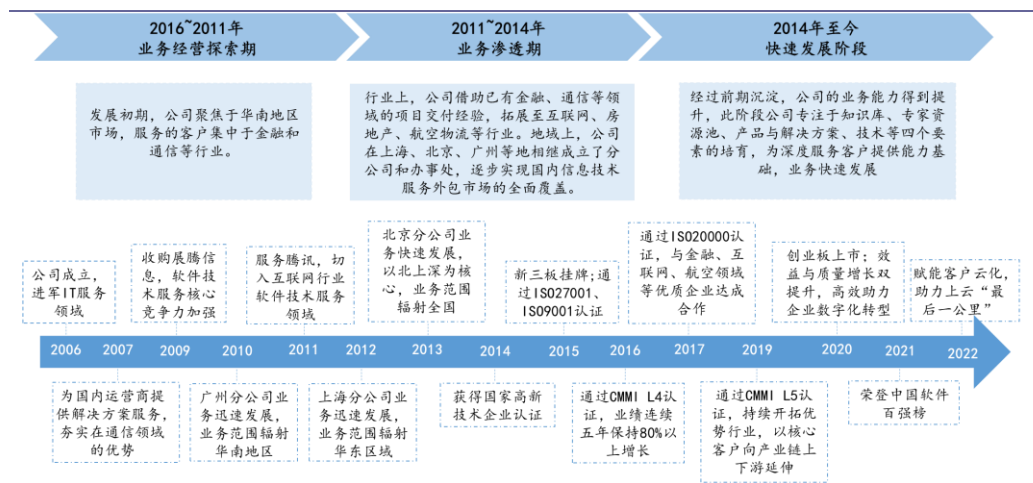 2016~2011年
业务经营探索期
2011~2014年
业务渗透期
2014年至今
快速发展阶段
发展初期，公司聚焦于华南地区
市场，服务的客户集中于金融和
通信等行业。
行业上，公司借助已有金融、通信等领
域的项目交付经验，拓展至互联网、房
地产、航空物流等行业。地域上，公司
在上海、北京、广州等地相继成立了分
公司和办事处，逐步实现国内信息技术
服务外包市场的全面覆盖。
经过前期沉淀，公司的业务能力得到提
升，此阶段公司专注于知识库、专家资
源池、产品与解决方案、技术等四个要
素的培育，为深度服务客户提供能力基
础，业务快速发展
公司成立，
进军IT服务
领域
收购展腾信
息，软件技
术服务核心
竞争力加强
服务腾讯，切
入互联网行业
软件技术服务
领域
北京分公司业
务快速发展，
以北上深为核
心，业务范围
辐射全国
新三板挂牌;通
过ISO27001、
ISO9001认证
通过ISO20000认
证，与金融、互
联网、航空领域
等优质企业达成
合作
创业板上市；效
益与质量增长双
提升，高效助力
企业数字化转型
赋能客户云化，
助力上云“最
后一公里”
2006 2007 2009 2010 2011 2012 2013 2014 2015 2016 2017 2019 2020 2021 2022
为国内运营商提
供解决方案服务，
夯实在通信领域
的优势
广州分公司业
务迅速发展，
业务范围辐射
华南地区
上海分公司业
务迅速发展，
业务范围辐射
华东区域
获得国家高新
技术企业认证
通过CMMI L4认
证，业绩连续
五年保持80%以
上增长
通过CMMI L5认
证，持续开拓优
势行业，以核心
客户向产业链上
下游延伸
荣登中国软件
百强榜